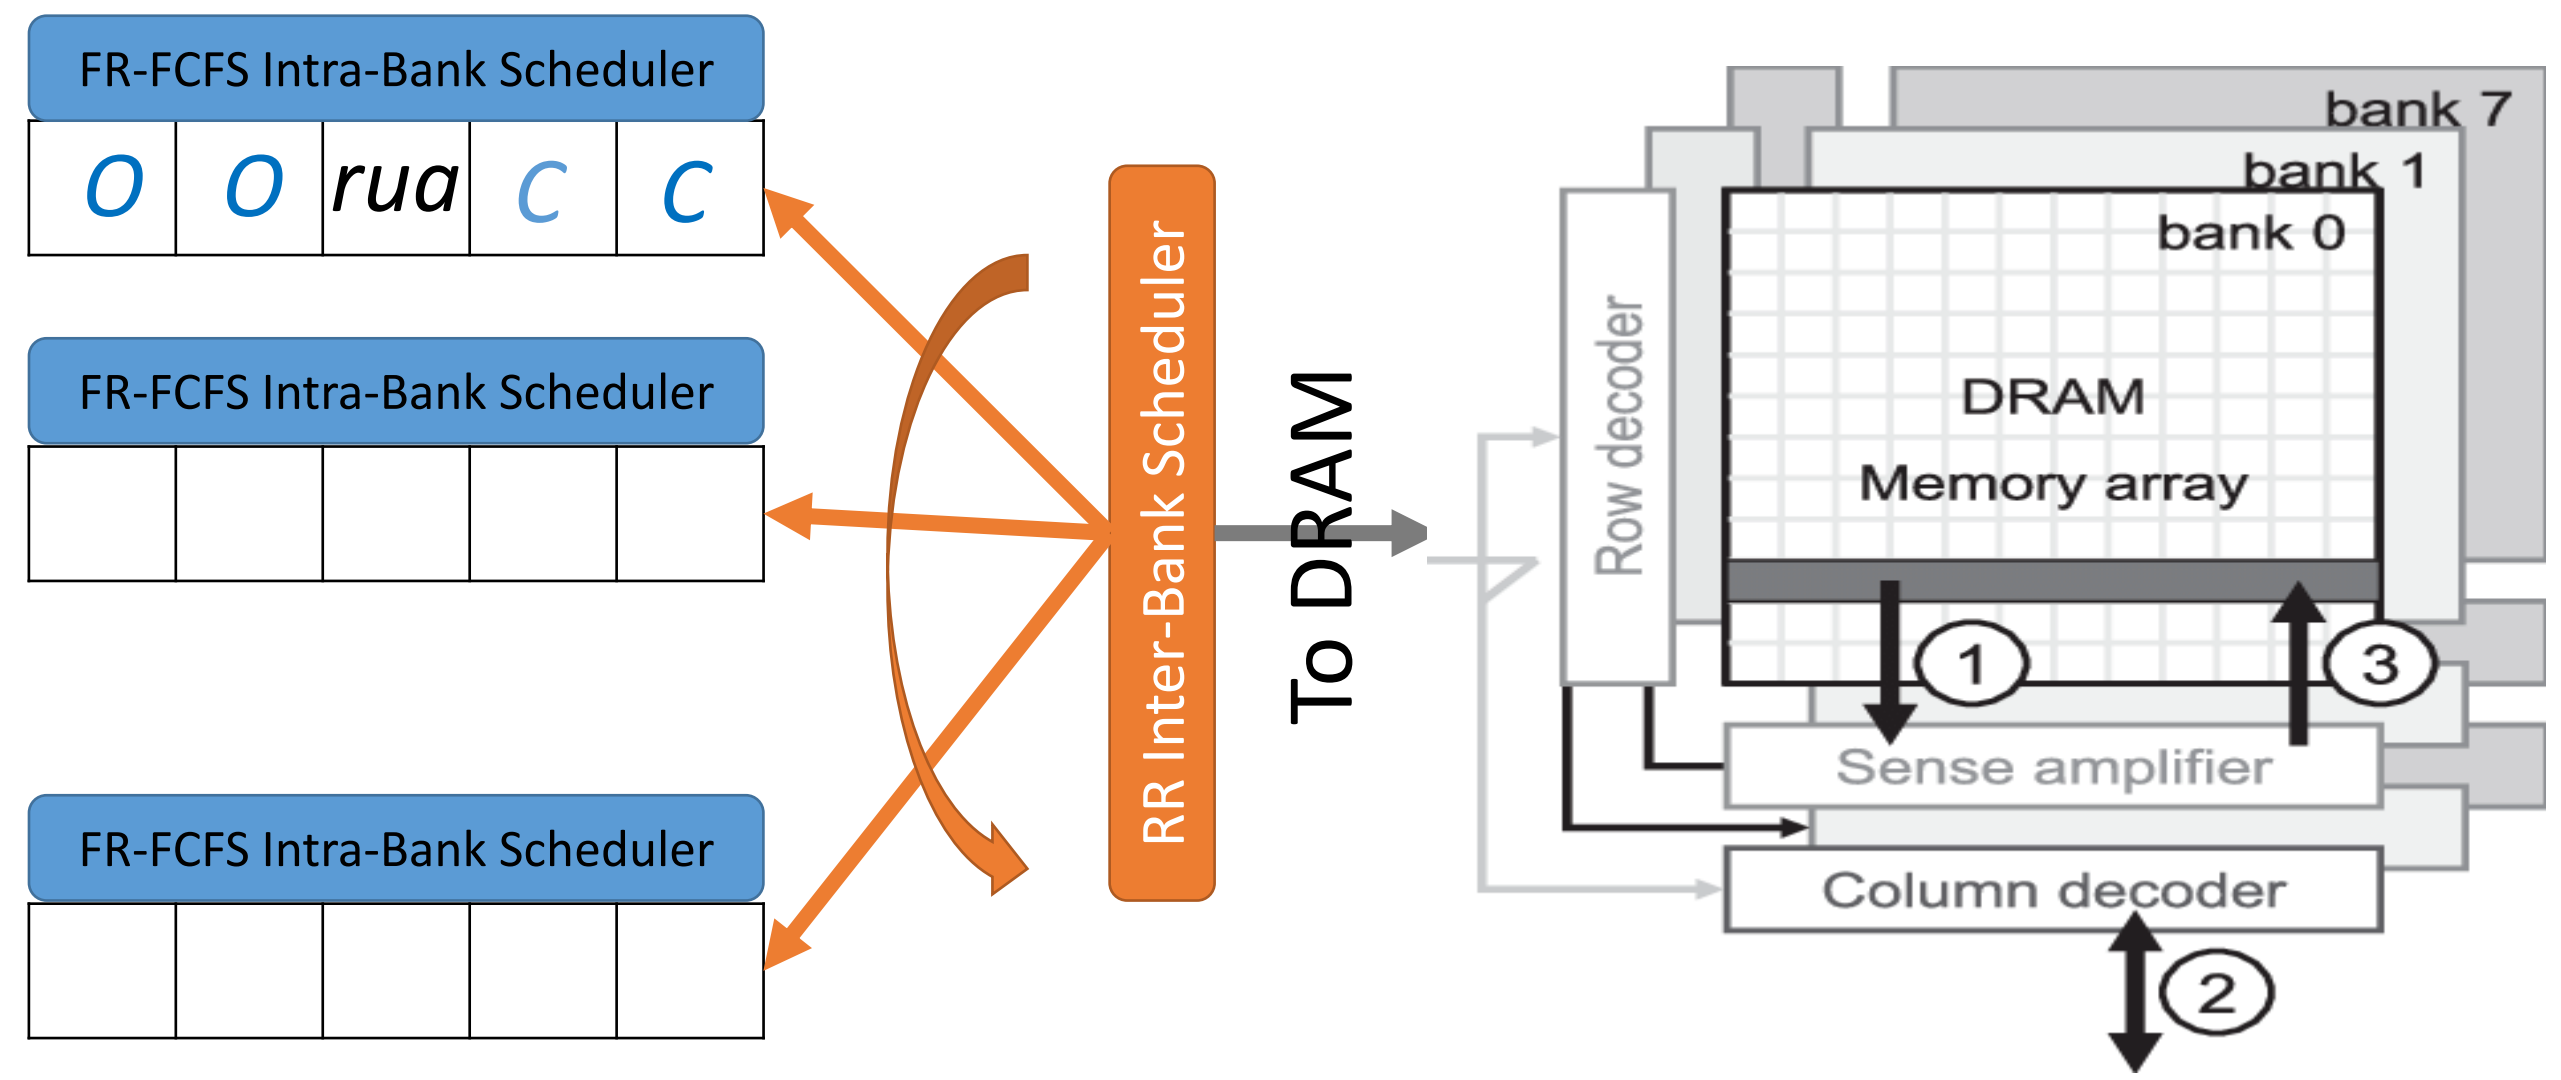 FR-FCFS Intra-Bank Scheduler
O O rua C C
FR-FCFS Intra-Bank Scheduler
FR-FCFS Intra-Bank Scheduler
RR Inter-Bank Scheduler
To DRAM
bank 7
bank 1
bank 0
Row decoder
DRAM
Memory array
1
3
Sense amplifier
Column decoder
2